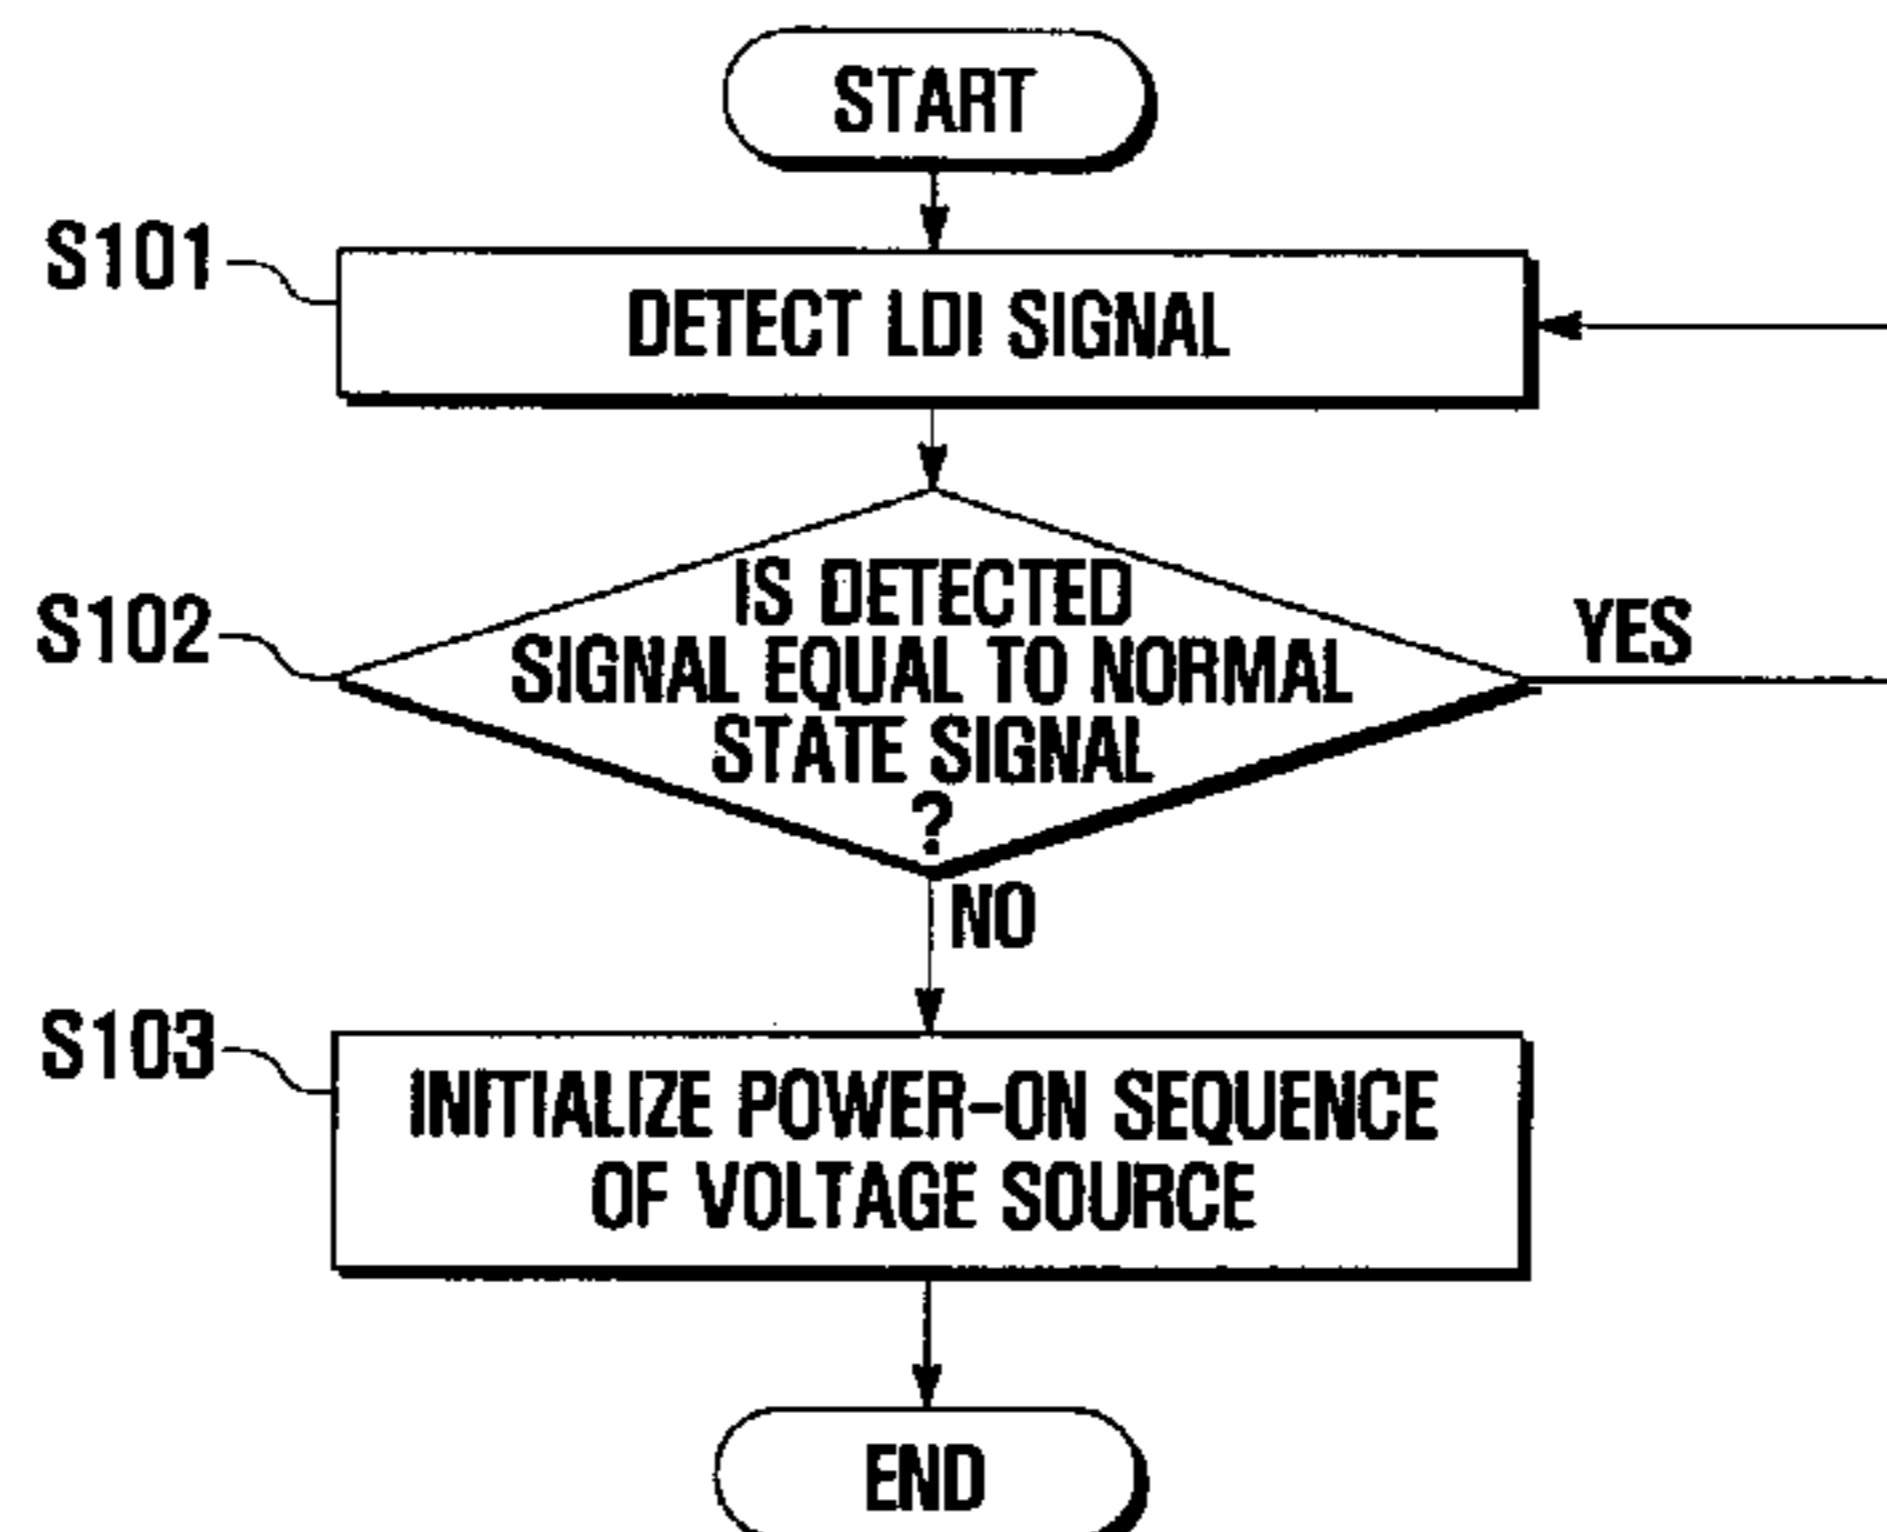 START
S101
DETECT LDI SIGNAL
IS DETECTED
S102
SIGNAL EQUAL TO NORMAL
YES
STATE SIGNAL
?
NO
S103
INITIALIZE POWER-ON SEQUENCE
OF VOLTAGE SOURCE
END